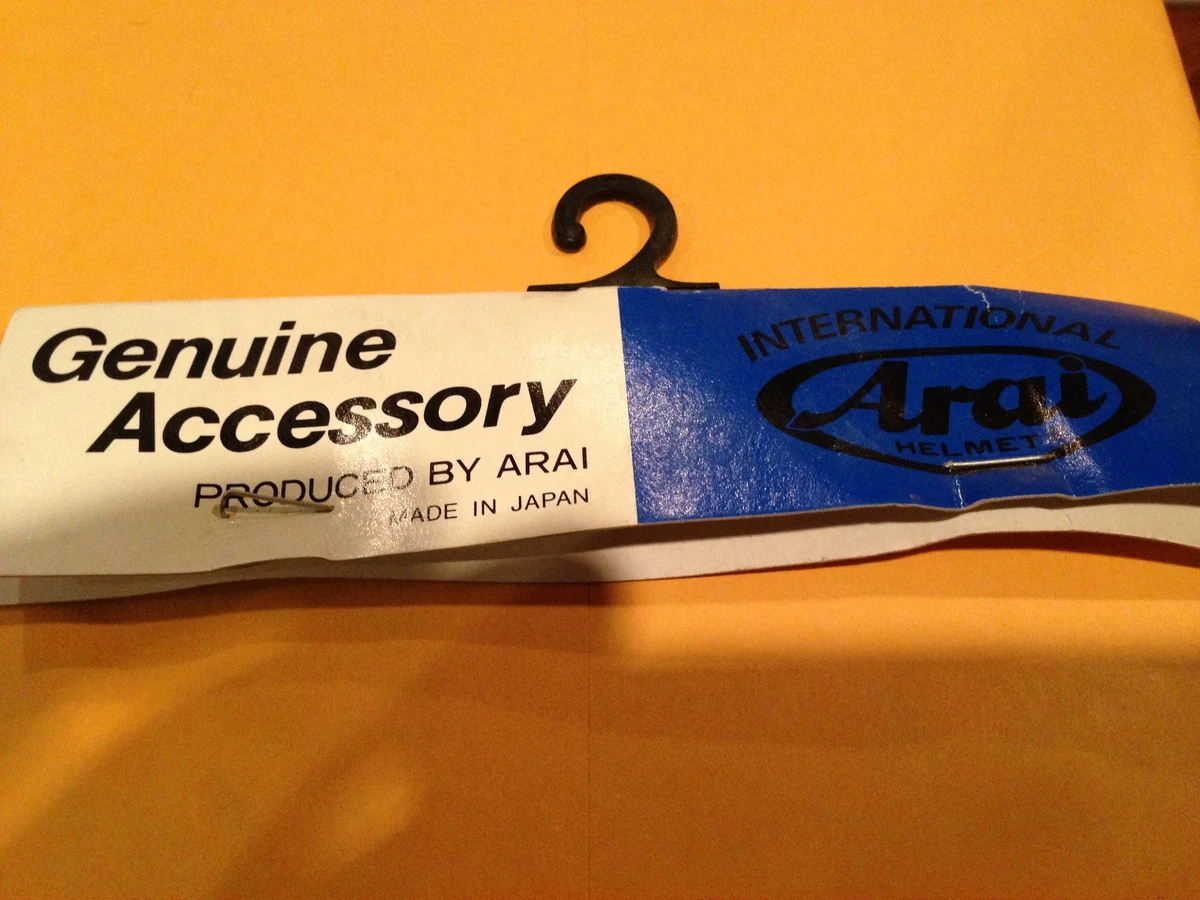 Genuine
Accessory
PRODUCED BY ARAI
MADE IN JAPAN
INTERNATIONAL
Arai
HELMET